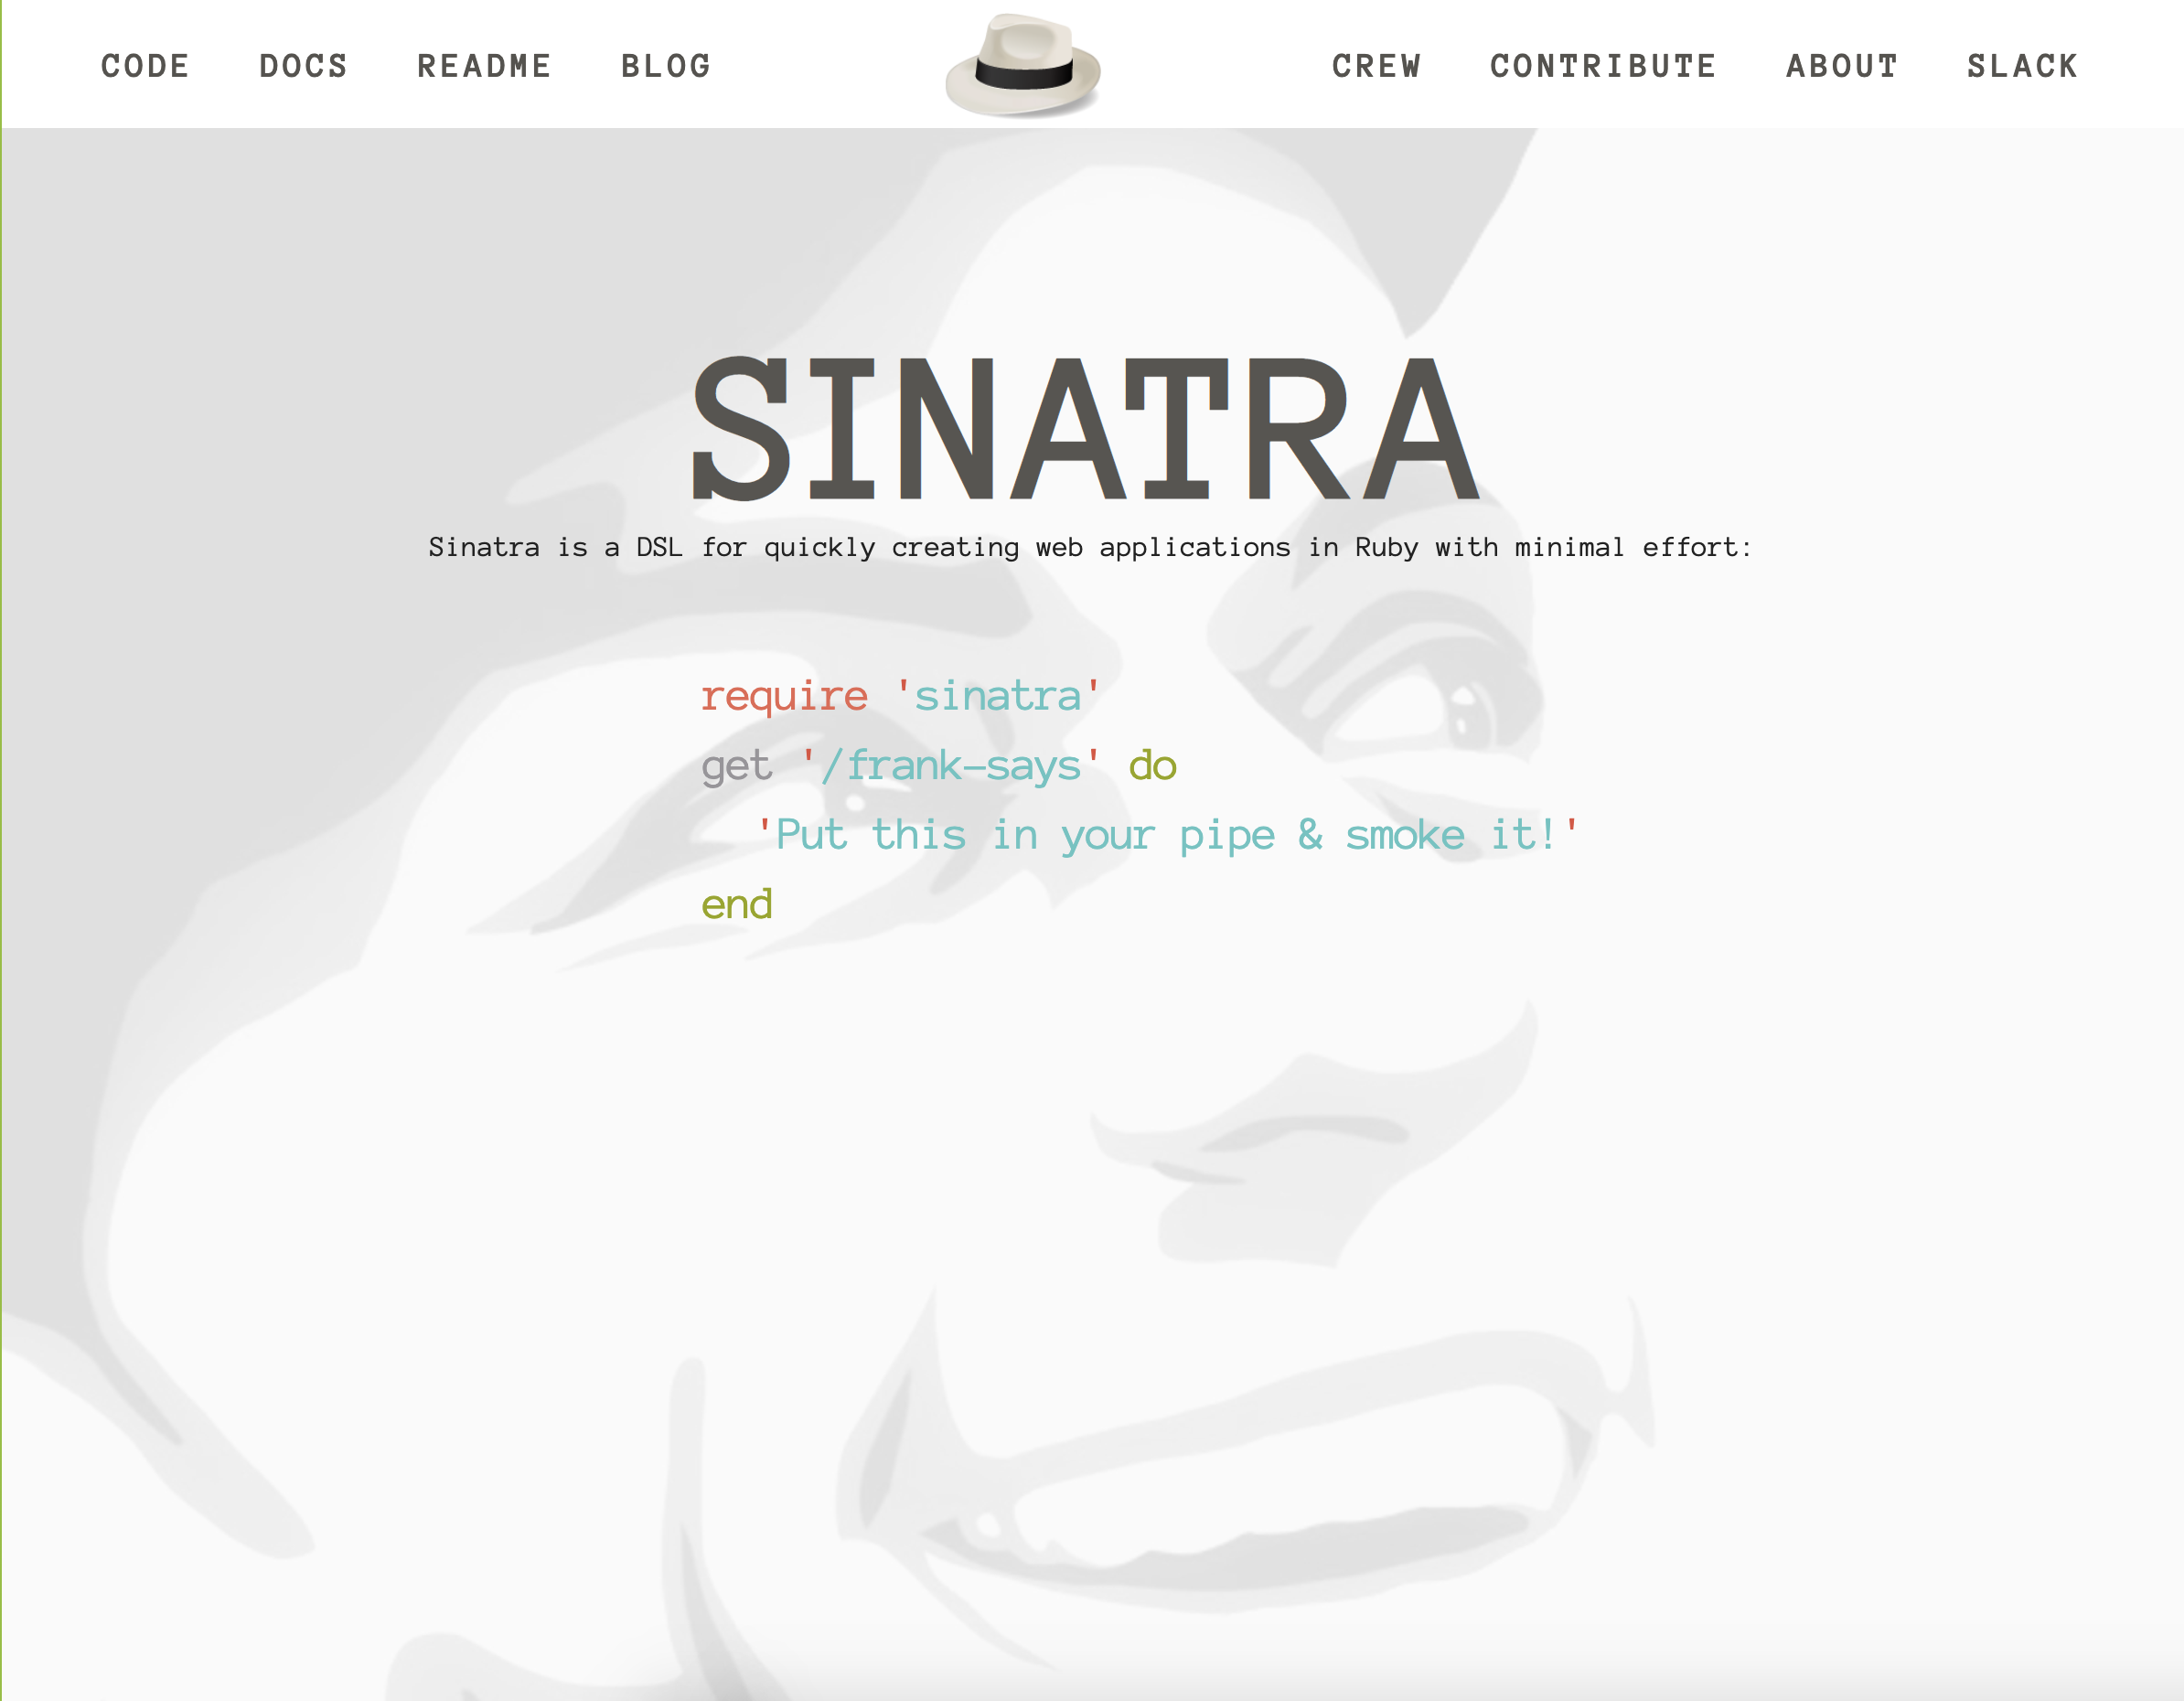 CODE DOCS README BLOG CREW CONTRIBUTE ABOUT SLACK
SINATRA
Sinatra is a DSL for quickly creating web applications in Ruby with minimal effort:
require 'sinatra'
get '/frank-says' do
  'Put this in your pipe & smoke it!'
end